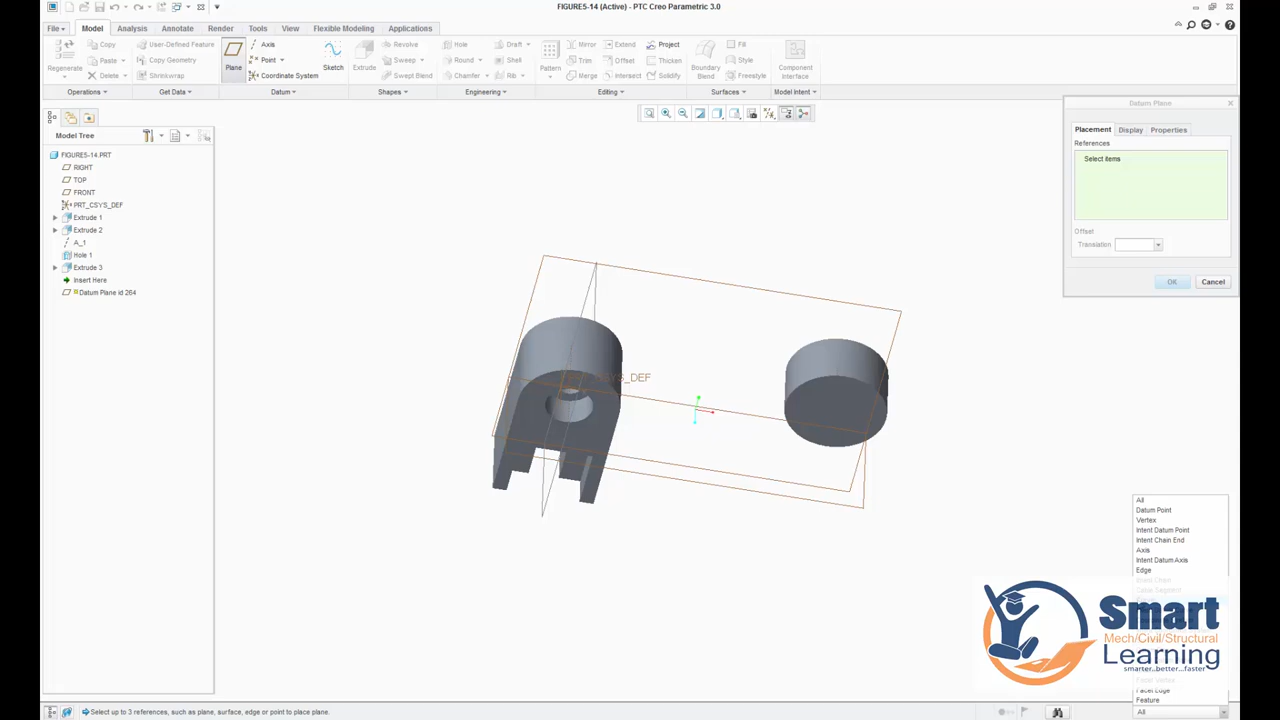 FIGURE5-14 (Active) - PTC Creo Parametric 3.0
File Model Analysis Annotate Render Tools View Flexible Modeling Applications
Copy User-Defined Feature Axis Revolve Hole Draft Mirror Extend Project Fill
Paste Copy Geometry Point Sweep Round Shell Trim Offset Thicken Style
Regenerate Plane Sketch Extrude Pattern Boundary Blend Component Interface
Delete Shrinkwrap Coordinate System Swept Blend Chamfer Rib Merge Intersect Solidify Freestyle
Operations Get Data Datum Shapes Engineering Editing Surfaces Model Intent
Model Tree
FIGURE5-14.PRT
RIGHT
TOP
FRONT
PRT_CSYS_DEF
Extrude 1
Extrude 2
A_1
Hole 1
Extrude 3
Insert Here
Datum Plane id 264
CSYS_DEF
Datum Plane
Placement Display Properties
References
Select items
Offset
Translation
OK Cancel
All
Datum Point
Vertex
Intent Datum Point
Intent Chain End
Axis
Intent Datum Axis
Edge
Smart
Mech/Civil/Structural
Learning
smarter..better...faster
Facet Vertex
Facet Edge
Feature
All
Select up to 3 references, such as plane, surface, edge or point to place plane.